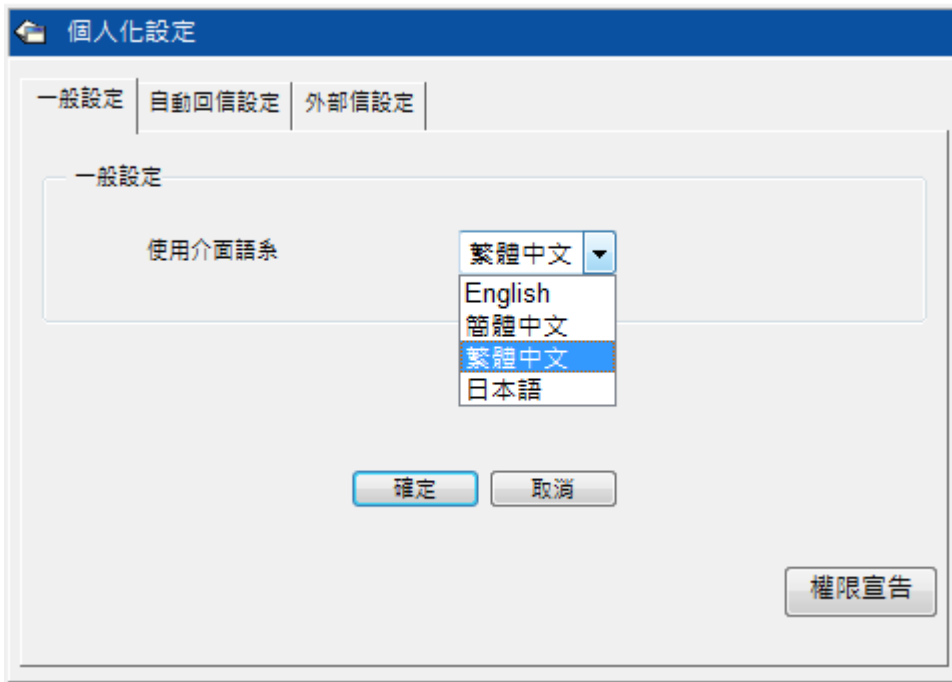 個人化設定
一般設定 自動回信設定 外部信設定
一般設定
使用介面語系 繁體中文
English
簡體中文
繁體中文
日本語
確定 取消
權限宣告